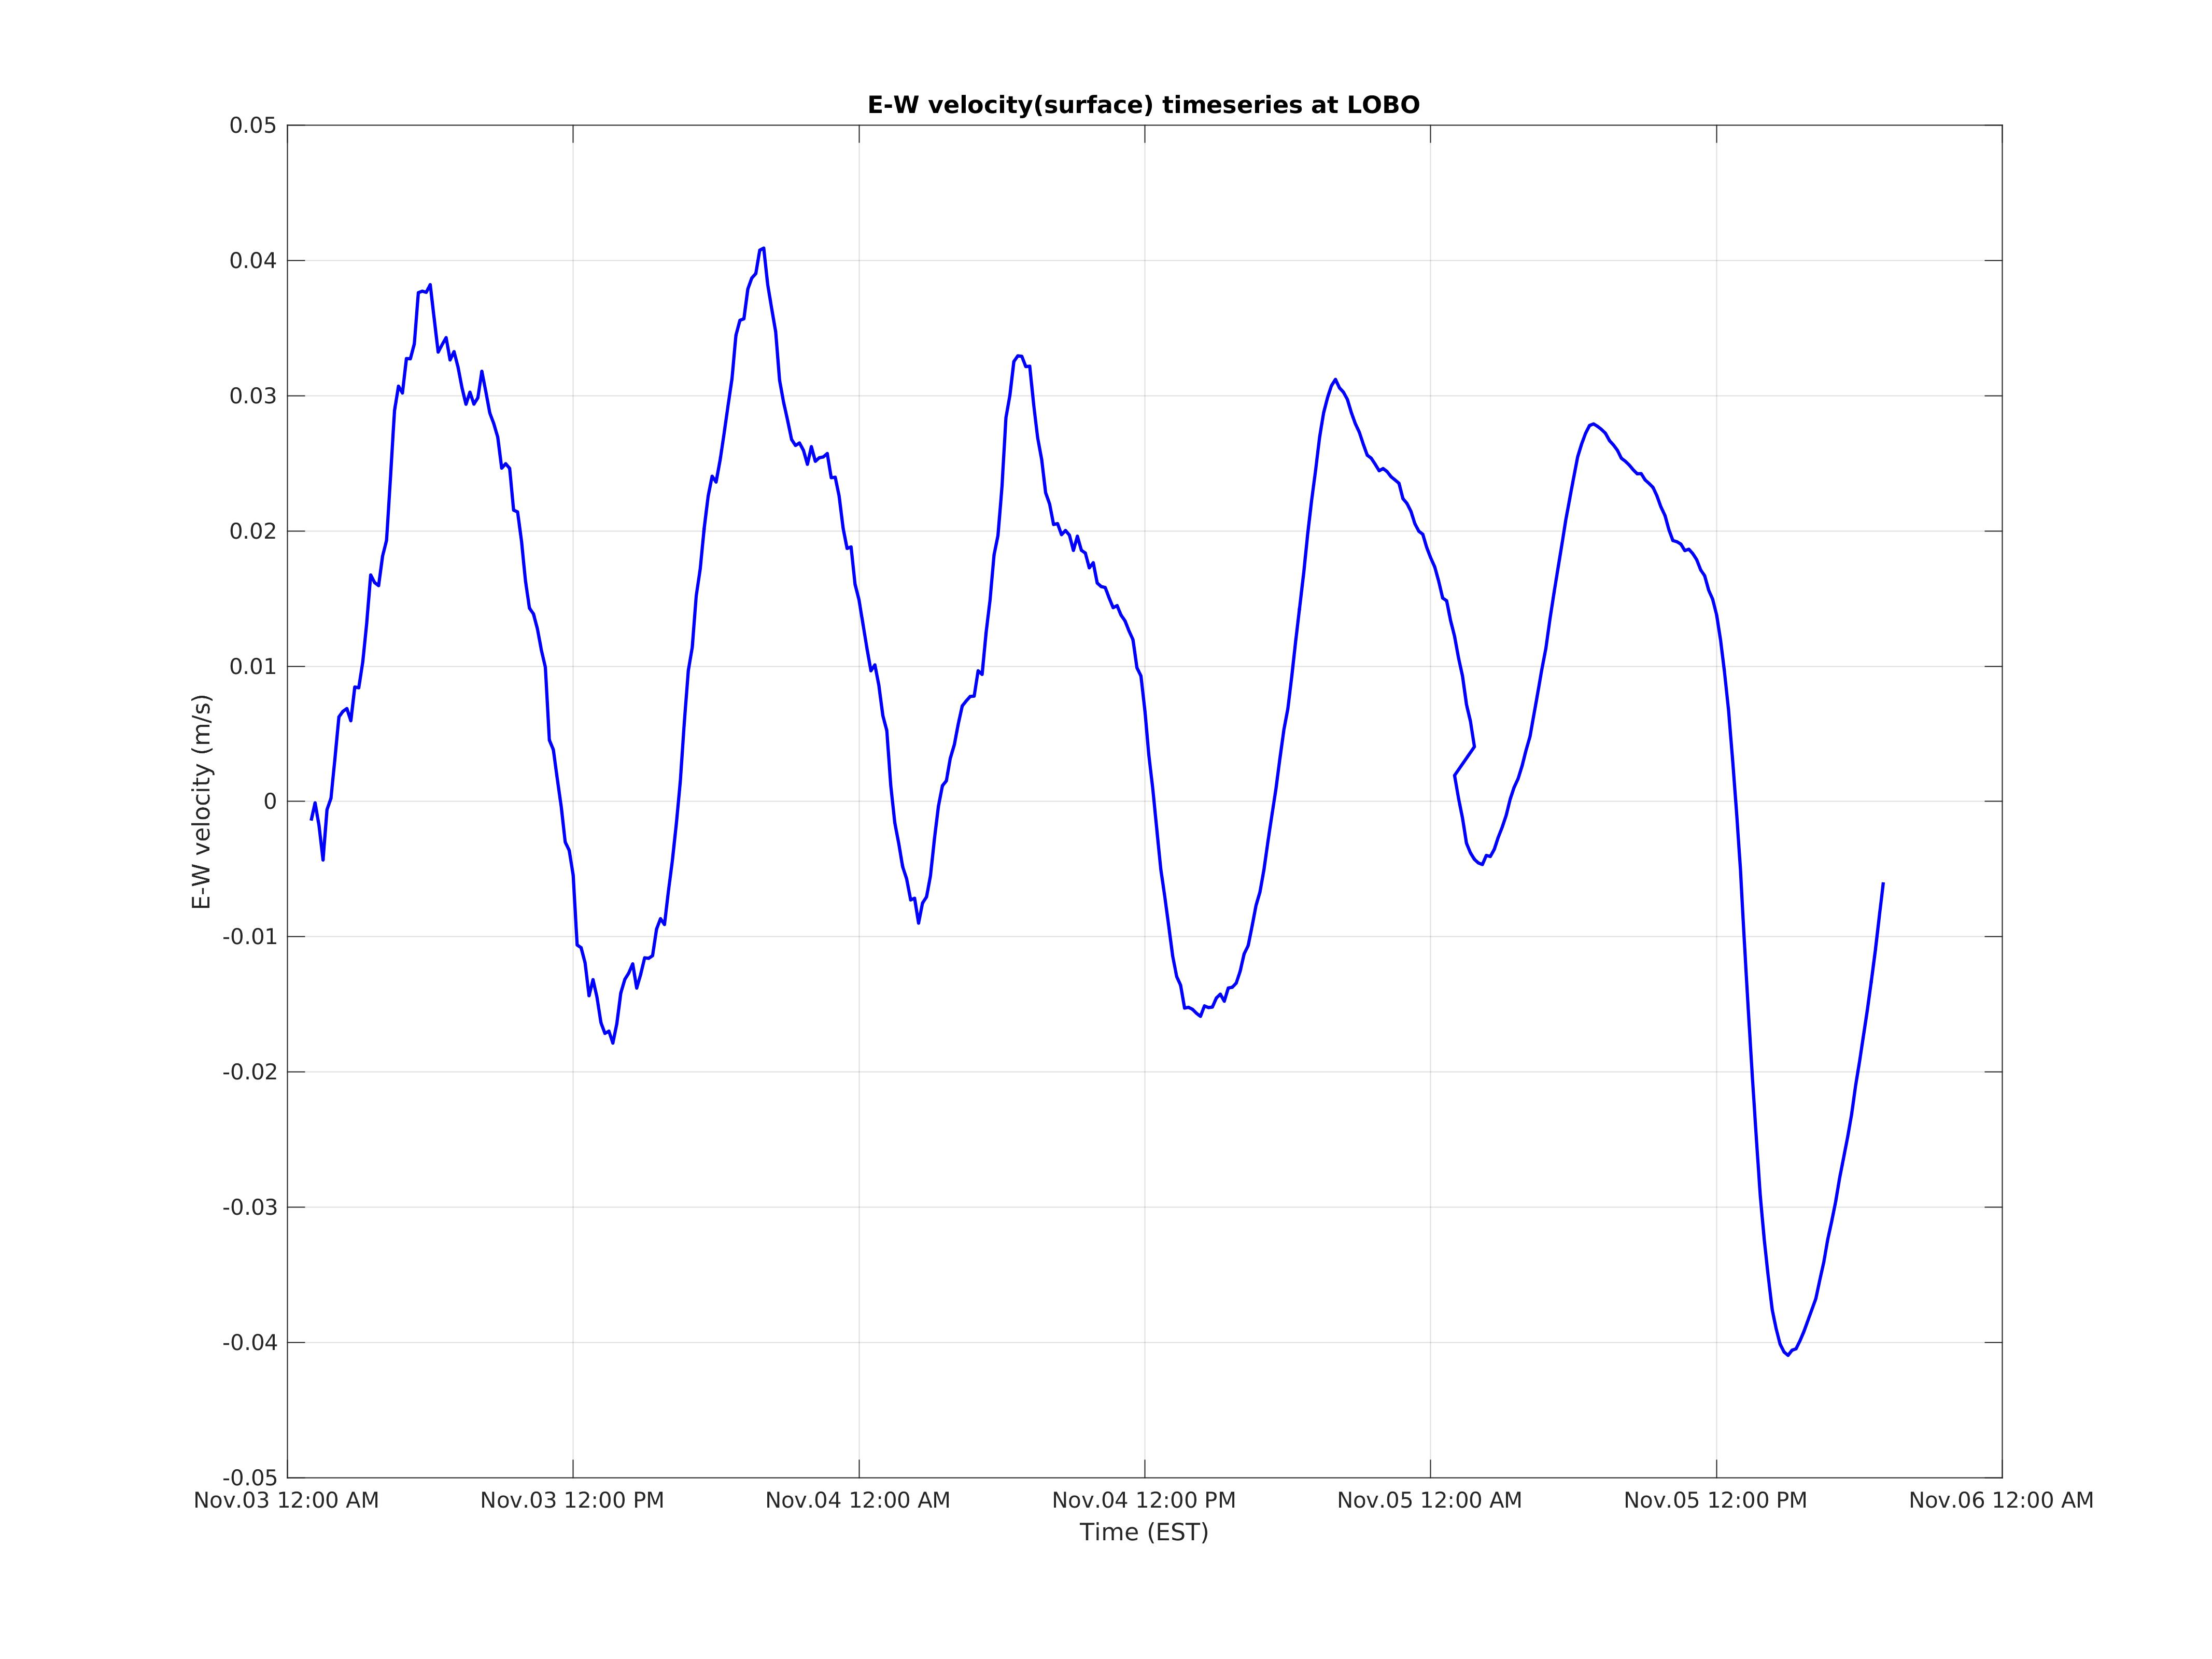 E-W velocity(surface) timeseries at LOBO
0.05
0.04
0.03
0.02
0.01
0
-0.01
-0.02
-0.03
-0.04
-0.05
E-W velocity (m/s)
Nov.03 12:00 AM
Nov.03 12:00 PM
Nov.04 12:00 AM
Nov.04 12:00 PM
Nov.05 12:00 AM
Nov.05 12:00 PM
Nov.06 12:00 AM
Time (EST)